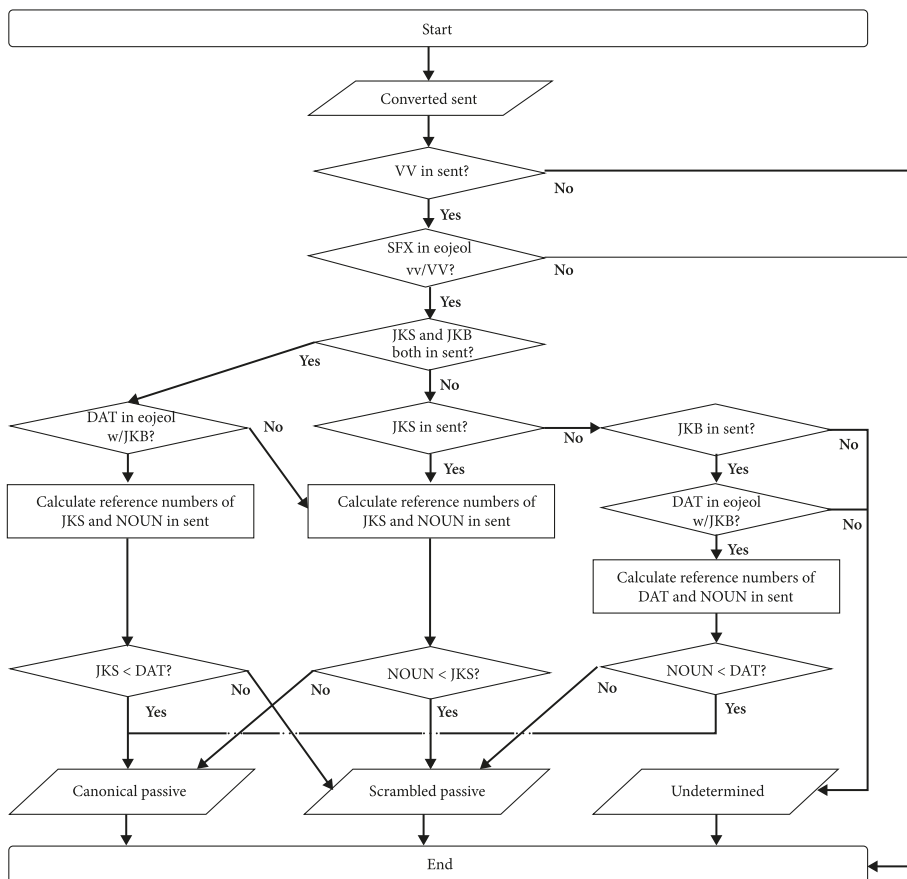 Start
Converted sent
VV in sent?
No
Yes
SFX in eojeol
vv/VV?
No
Yes
JKS and JKB
both in sent?
Yes
No
DAT in eojeol
w/JKB?
No
JKS in sent?
No
JKB in sent?
No
Yes
Yes
Calculate reference numbers of
JKS and NOUN in sent
Calculate reference numbers of
JKS and NOUN in sent
DAT in eojeol
w/JKB?
No
Yes
Calculate reference numbers of
DAT and NOUN in sent
JKS < DAT?
No
Yes
NOUN < JKS?
No
Yes
NOUN < DAT?
No
Yes
Canonical passive
Scrambled passive
Undetermined
End